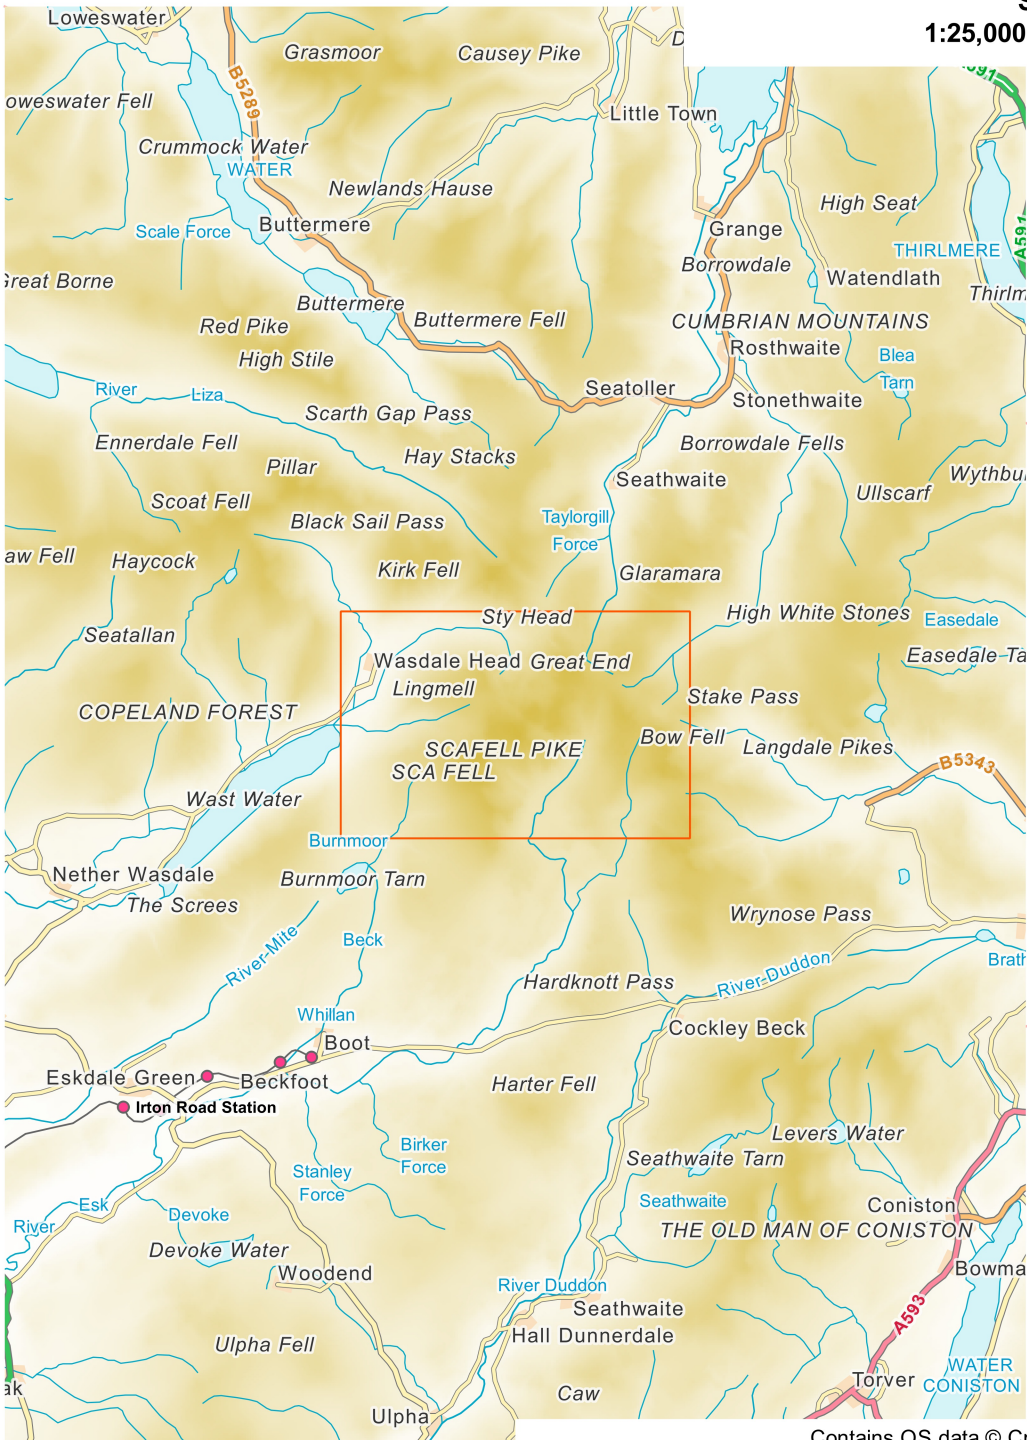 Loweswater
1:25,000
Grasmoor
Causey Pike
D
A591
B5289
oweswater Fell
Little Town
Crummock Water
WATER
Newlands Hause
High Seat
Scale Force
Buttermere
Grange
A591
THIRLMERE
Borrowdale
Watendlath
Great Borne
Thirlm
Buttermere
Buttermere Fell
CUMBRIAN MOUNTAINS
Red Pike
Rosthwaite
High Stile
Blea
Tarn
River
Liza
Seatoller
Stonethwaite
Scarth Gap Pass
Ennerdale Fell
Borrowdale Fells
Hay Stacks
Pillar
Seathwaite
Wythbu
Scoat Fell
Ullscarf
Black Sail Pass
Taylorgill
Force
aw Fell
Haycock
Kirk Fell
Glaramara
Sty Head
High White Stones
Easedale
Seatallan
Wasdale Head
Great End
Easedale Ta
Lingmell
Stake Pass
COPELAND FOREST
Bow Fell
SCAFELL PIKE
Langdale Pikes
SCA FELL
B5343
Wast Water
Burnmoor
Nether Wasdale
Burnmoor Tarn
The Screes
Wrynose Pass
Beck
River Mite
River Duddon
Brath
Hardknott Pass
Whillan
Cockley Beck
Boot
Eskdale Green
Beckfoot
Harter Fell
Irton Road Station
Levers Water
Birker
Force
Seathwaite Tarn
Stanley
Force
Seathwaite
Coniston
Esk
Devoke
River
THE OLD MAN OF CONISTON
Devoke Water
Bowma
Woodend
River Duddon
Seathwaite
A593
Hall Dunnerdale
Ulpha Fell
WATER
CONISTON
Torver
ak
Caw
Ulpha
Contains OS data © Cr